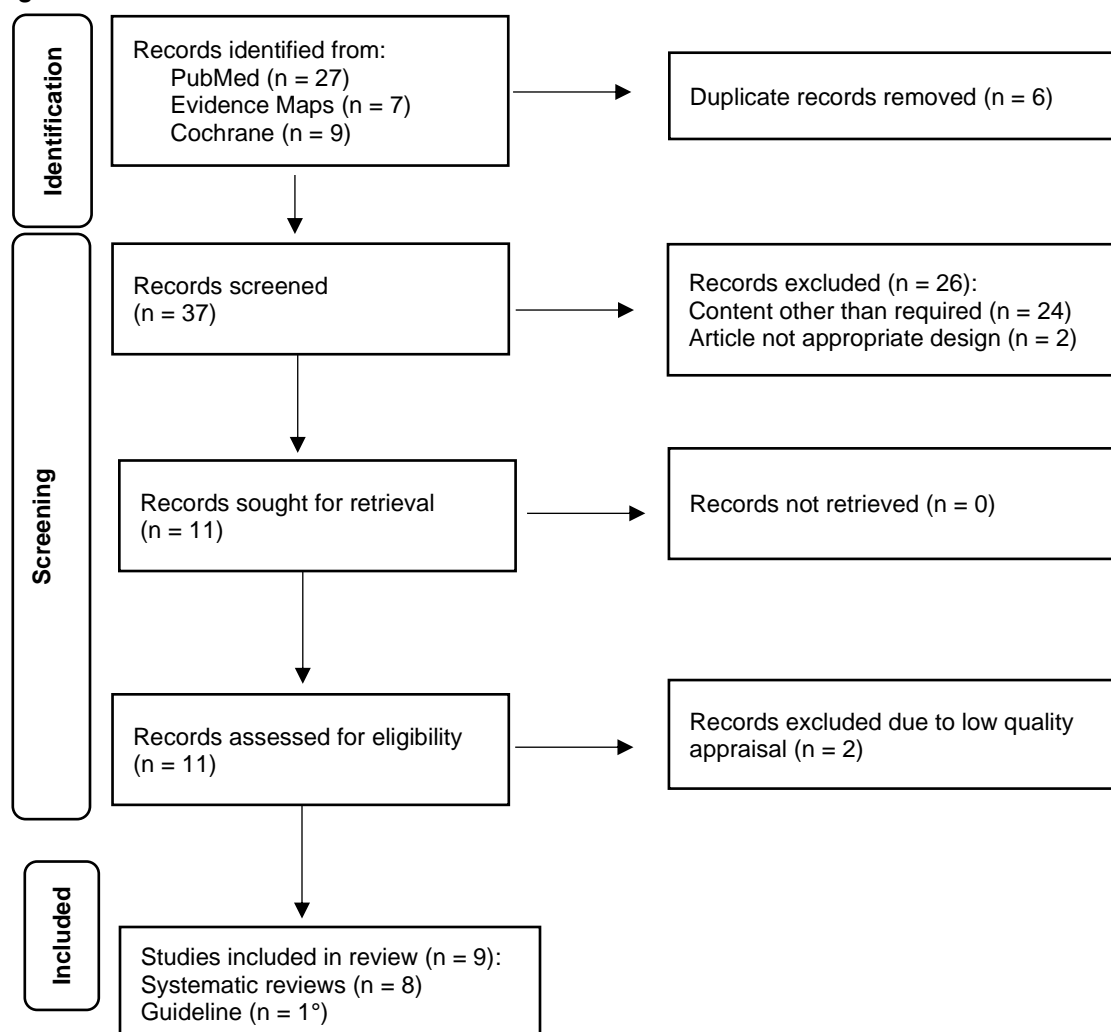 Identification
Records identified from:
PubMed (n = 27)
Evidence Maps (n = 7)
Cochrane (n = 9)
Duplicate records removed (n = 6)
Screening
Records screened
(n = 37)
Records excluded (n = 26):
Content other than required (n = 24)
Article not appropriate design (n = 2)
Records sought for retrieval
(n = 11)
Records not retrieved (n = 0)
Records assessed for eligibility
(n = 11)
Records excluded due to low quality
appraisal (n = 2)
Included
Studies included in review (n = 9):
Systematic reviews (n = 8)
Guideline (n = 1°)